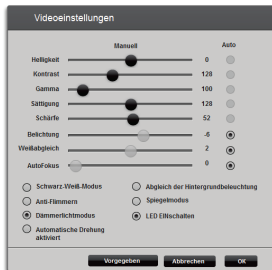 Videoeinstellungen
Manuell Auto
Helligkeit 0
Kontrast 128
Gamma 100
Sättigung 128
Schärfe 52
Belichtung -6
Weißabgleich 2
AutoFokus 0
Schwarz-Weiß-Modus
Abgleich der Hintergrundbeleuchtung
Anti-Flimmern
Spiegelmodus
Dämmerlichtmodus
LED EINschalten
Automatische Drehung
aktiviert
Vorgegeben Abbrechen OK